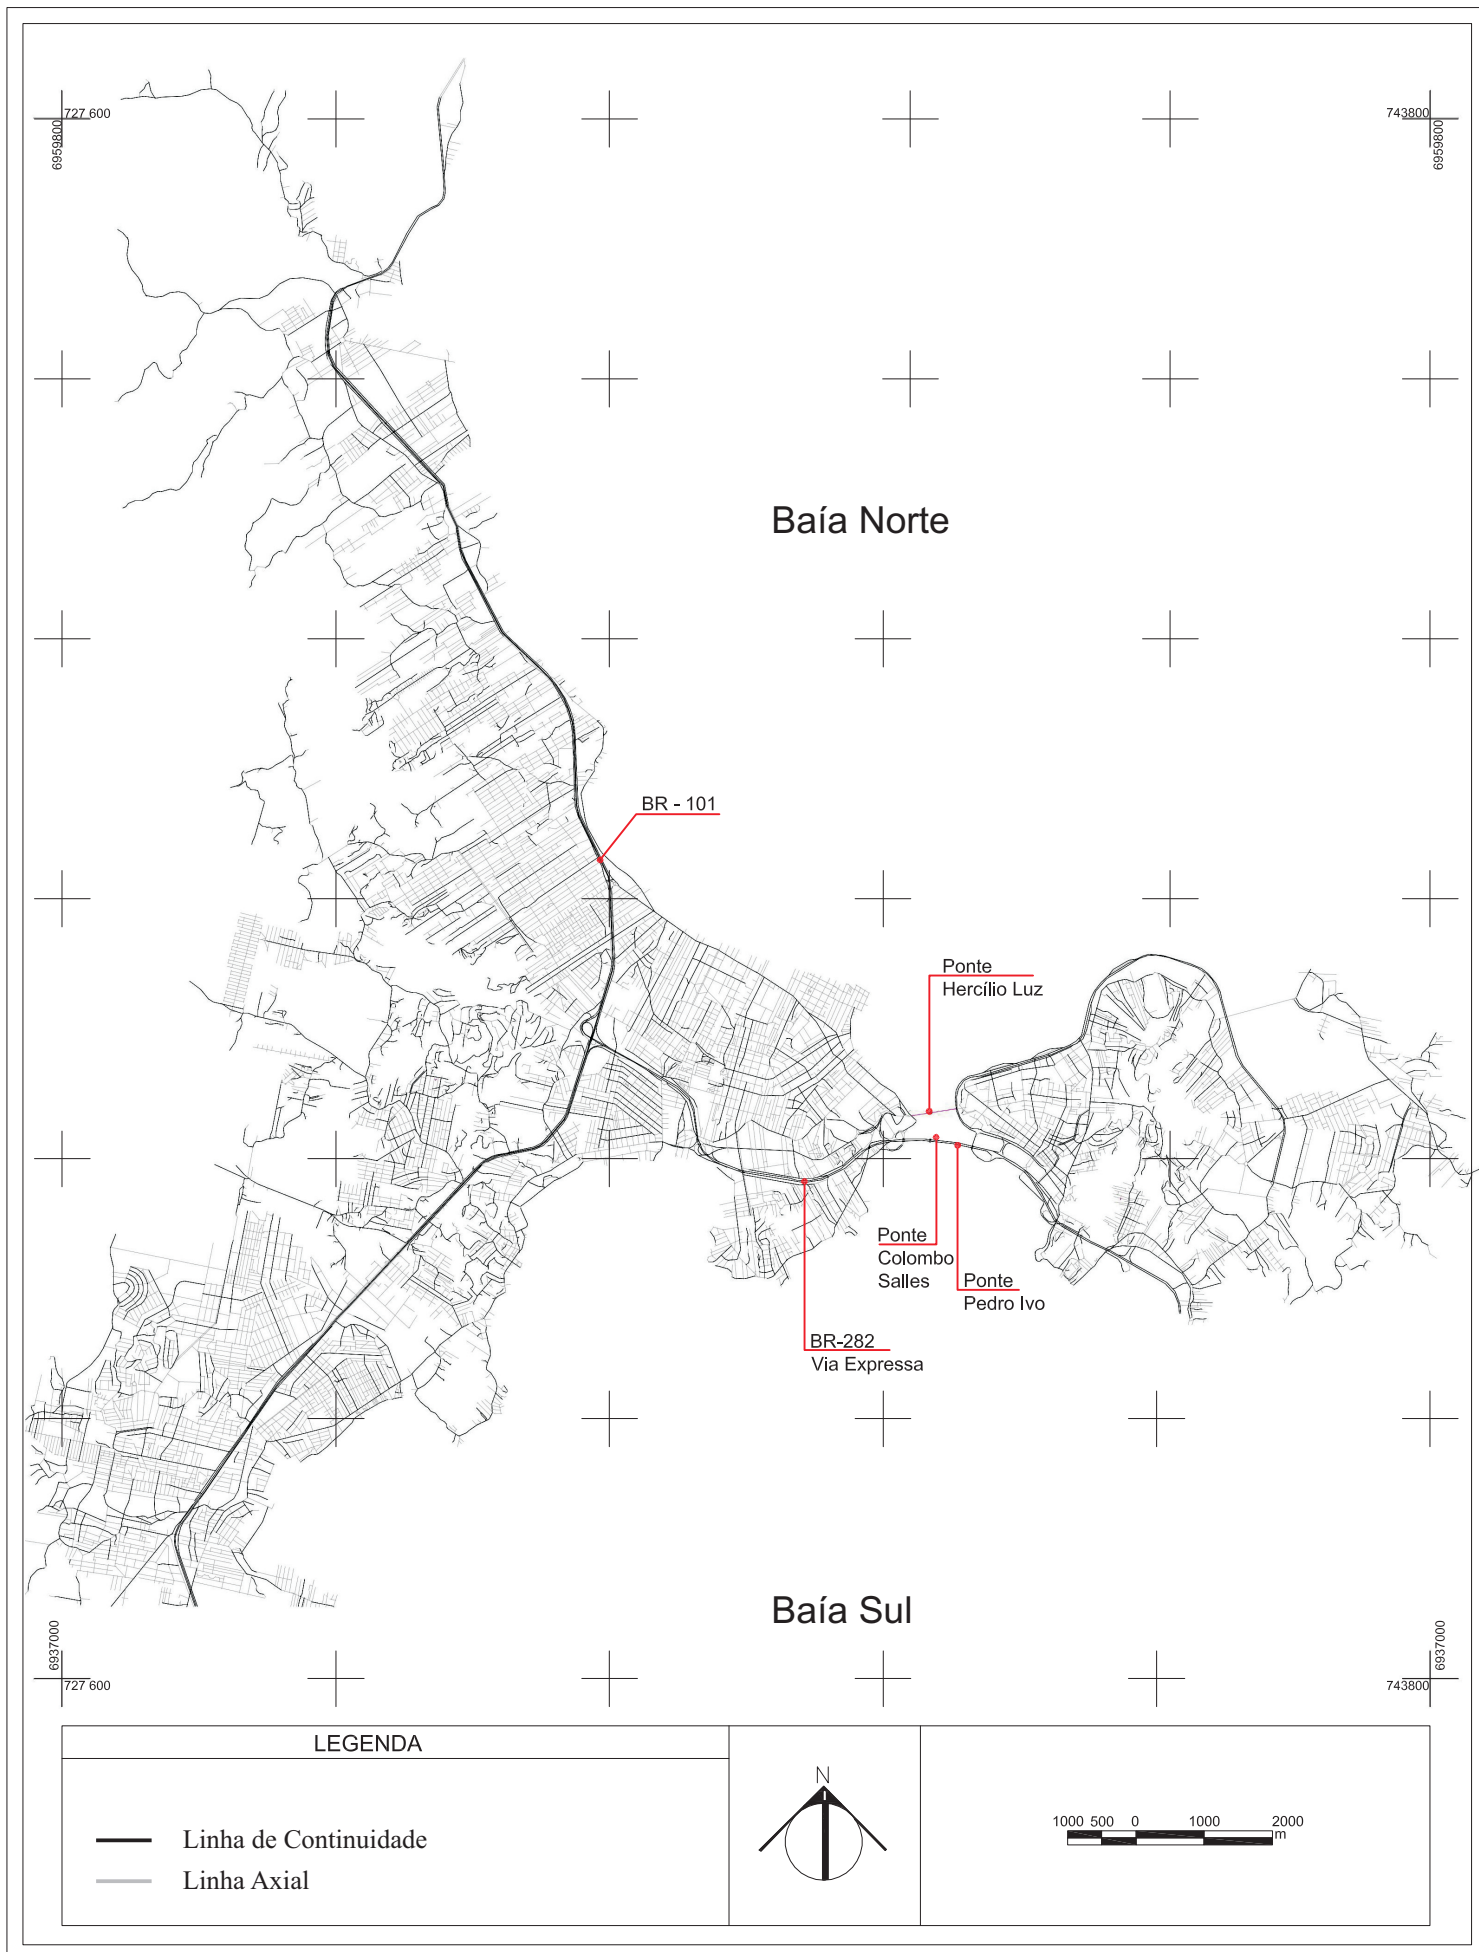 727 600
6959800
743800
6959800
Baía Norte
BR - 101
Ponte
Hercílio Luz
Ponte
Colombo
Salles
Ponte
Pedro Ivo
BR-282
Via Expressa
Baía Sul
6937000
727 600
6937000
743800
LEGENDA
Linha de Continuidade
Linha Axial
N
1000 500 0 1000 2000
m